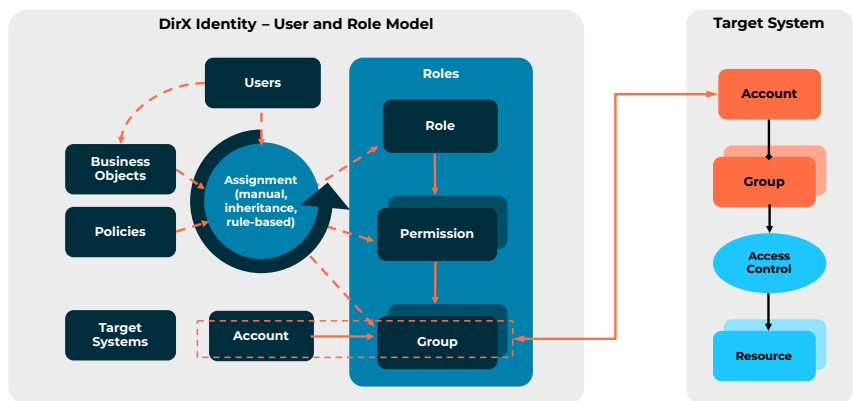 DirX Identity – User and Role Model
Target System
Users
Roles
Account
Role
Business
Objects
Assignment
(manual,
inheritance,
rule-based)
Group
Policies
Permission
Access
Control
Target
Systems
Account
Group
Resource